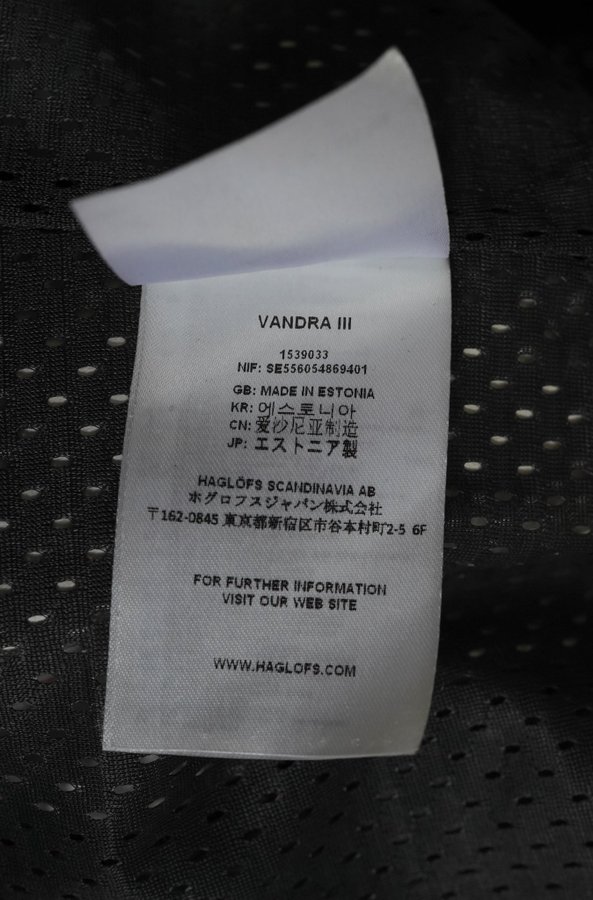 VANDRA III
1539033
NIF: SE556054869401
GB: MADE IN ESTONIA
KR: 에스토니아
CN: 爱沙尼亚制造
JP: エストニア製
HAGLÖFS SCANDINAVIA AB
ホグロフスジャパン株式会社
〒162-0845 東京都新宿区市谷本村町2-5 6F
FOR FURTHER INFORMATION
VISIT OUR WEB SITE
WWW.HAGLOFS.COM